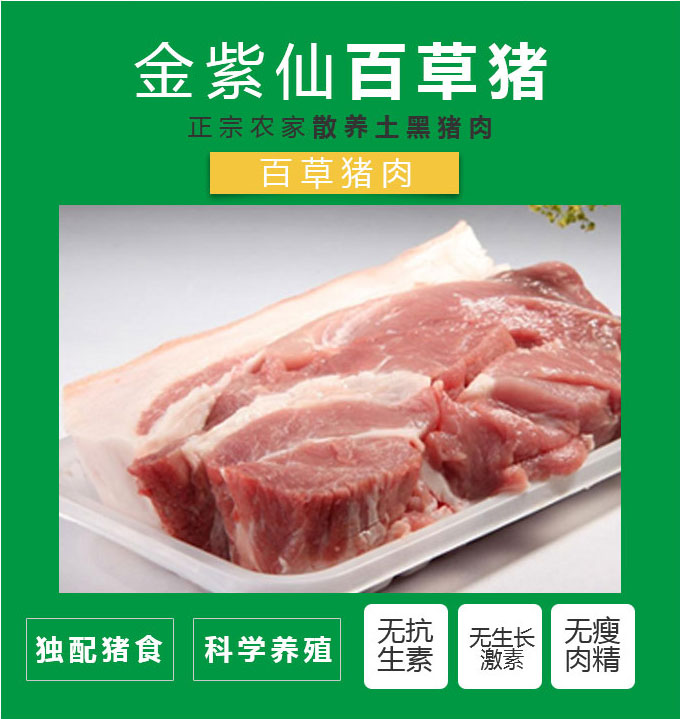 金紫仙百草猪
正宗农家散养土黑猪肉
百草猪肉
独配猪食
科学养殖
无抗
生素
无生长
激素
无瘦
肉精